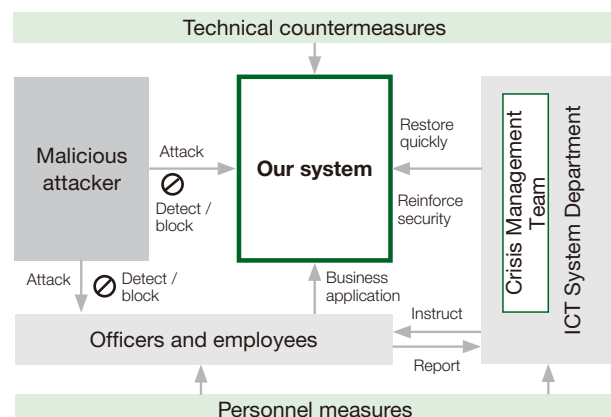 Technical countermeasures
Malicious
attacker
Attack
Detect /
block
Our system
Restore
quickly
Reinforce
security
Crisis Management
Team
ICT System Department
Attack
Detect /
block
Business
application
Officers and employees
Instruct
Report
Personnel measures